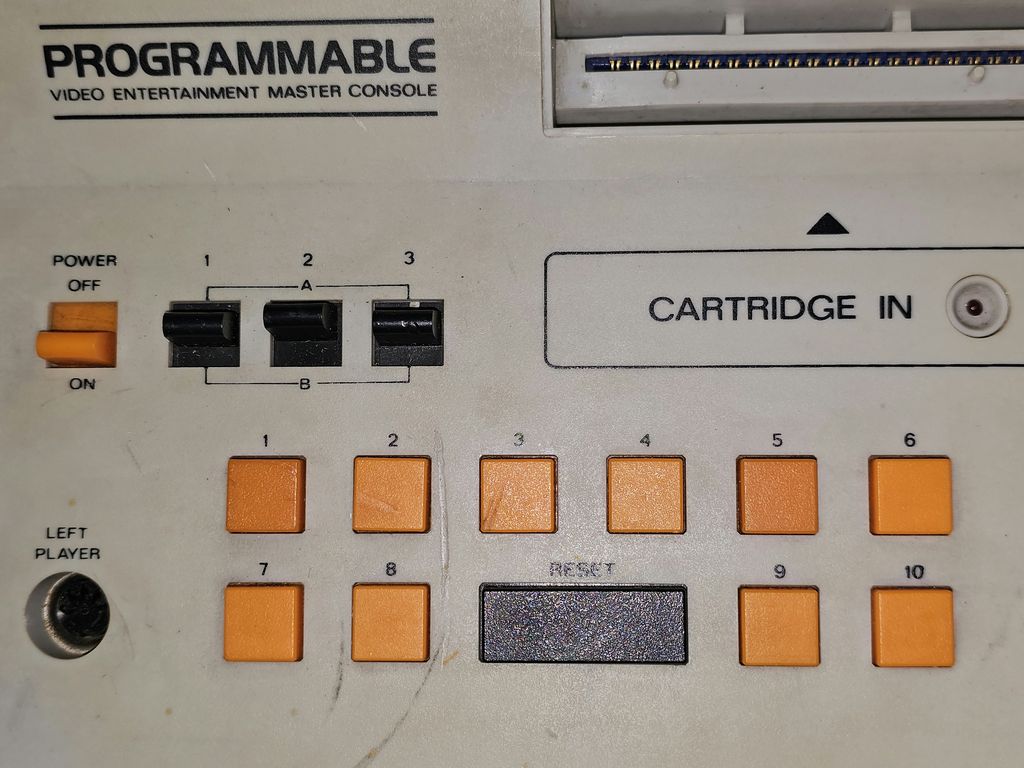 PROGRAMMABLE
VIDEO ENTERTAINMENT MASTER CONSOLE
POWER 1 2 3
OFF A
CARTRIDGE IN
ON B
1 2 3 4 5 6
LEFT
PLAYER
7 8 RESET 9 10